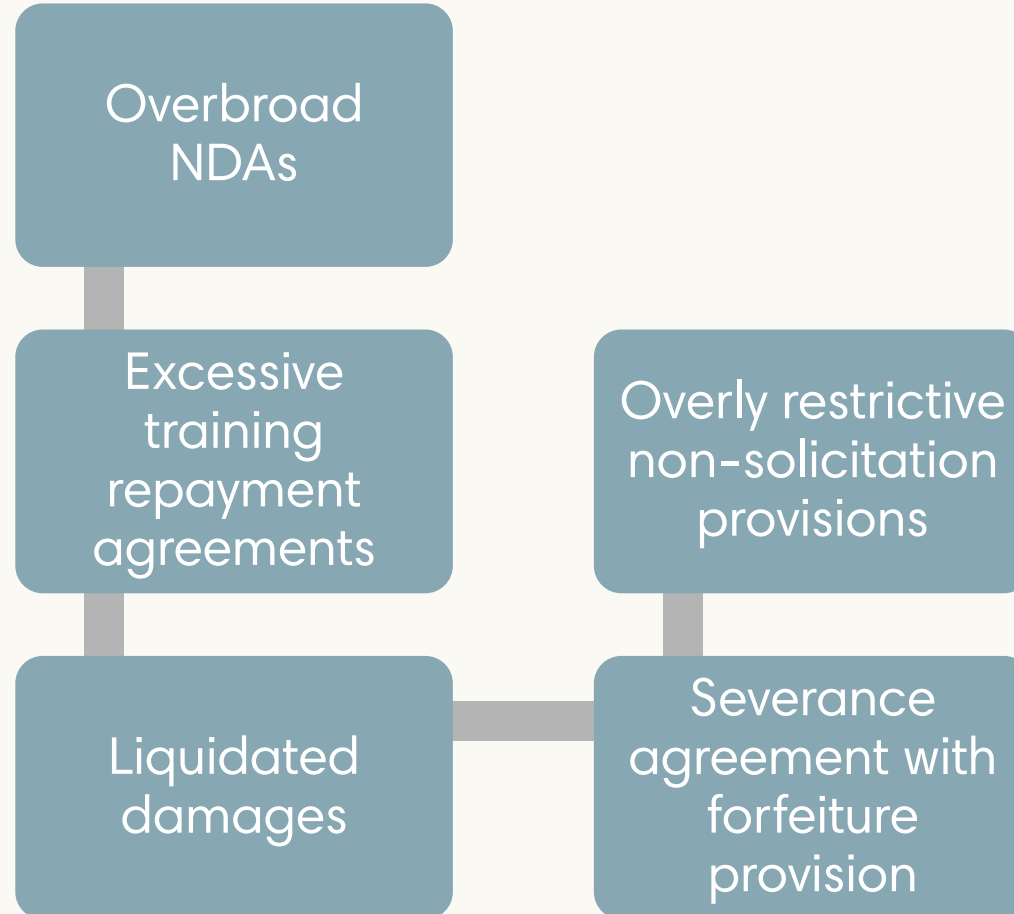 Overbroad
NDAs
Excessive
training
repayment
agreements
Liquidated
damages
Severance
agreement with
forfeiture
provision
Overly restrictive
non-solicitation
provisions